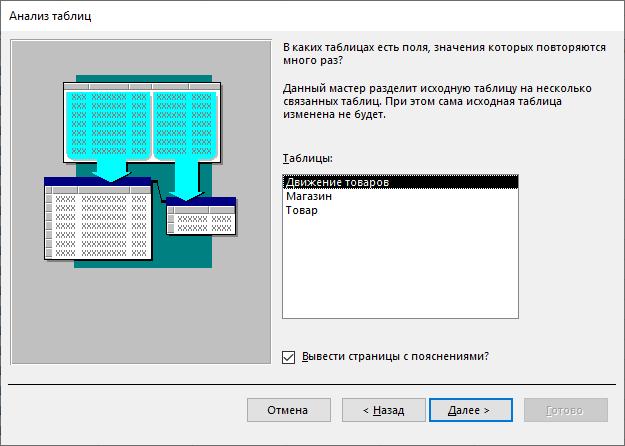 Анализ таблиц
В каких таблицах есть поля, значения которых повторяются
много раз?
Данный мастер разделит исходную таблицу на несколько
связанных таблиц. При этом сама исходная таблица
изменена не будет.
Таблицы:
Движение товаров
Магазин
Товар
Вывести страницы с пояснениями?
Отмена
< Назад
Далее >
Готово